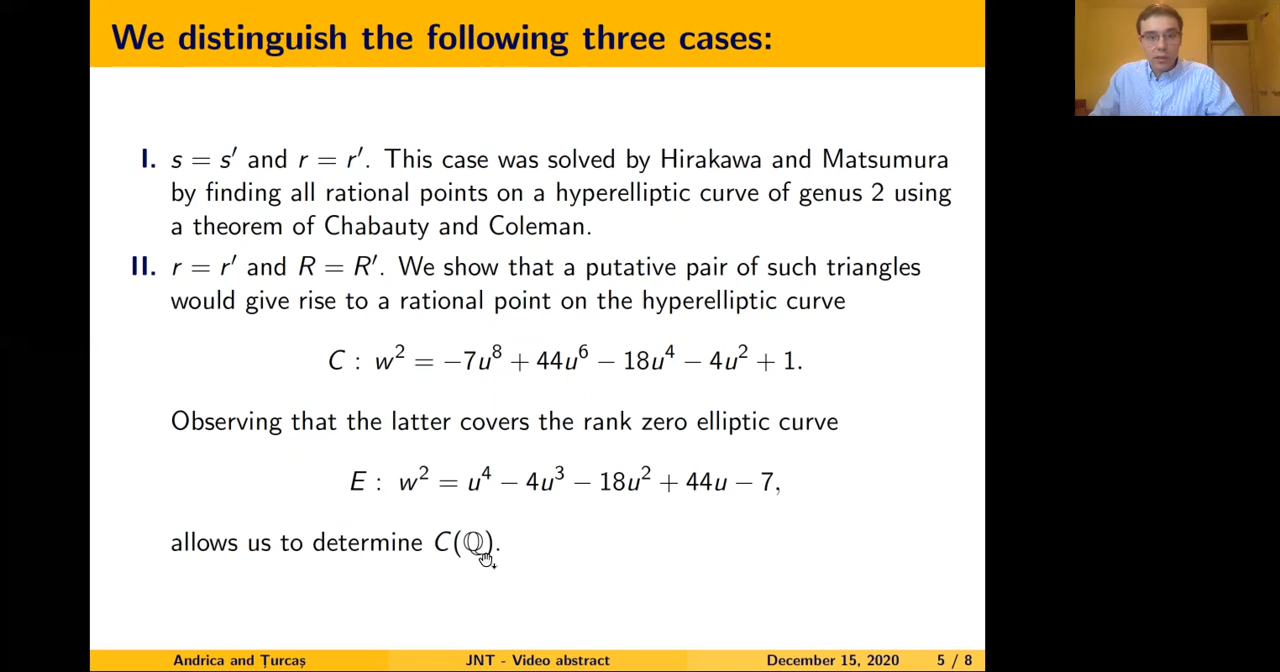 We distinguish the following three cases:
I. s = s′ and r = r′. This case was solved by Hirakawa and Matsumura
by finding all rational points on a hyperelliptic curve of genus 2 using
a theorem of Chabauty and Coleman.
II. r = r′ and R = R′. We show that a putative pair of such triangles
would give rise to a rational point on the hyperelliptic curve
C : w² = −7u⁸ + 44u⁶ − 18u⁴ − 4u² + 1.
Observing that the latter covers the rank zero elliptic curve
E : w² = u⁴ − 4u³ − 18u² + 44u − 7,
allows us to determine C(ℚ).
Andrica and Țurcaș JNT - Video abstract December 15, 2020 5 / 8